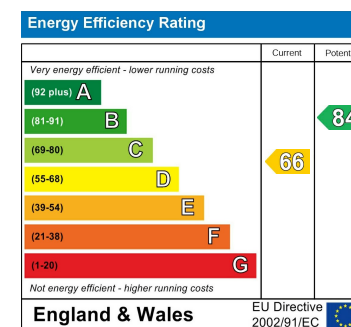 Energy Efficiency Rating
Current Potent
Very energy efficient - lower running costs
(92 plus) A
(81-91) B
84
(69-80) C
66
(55-68) D
(39-54) E
(21-38) F
(1-20) G
Not energy efficient - higher running costs
England & Wales
EU Directive
2002/91/EC